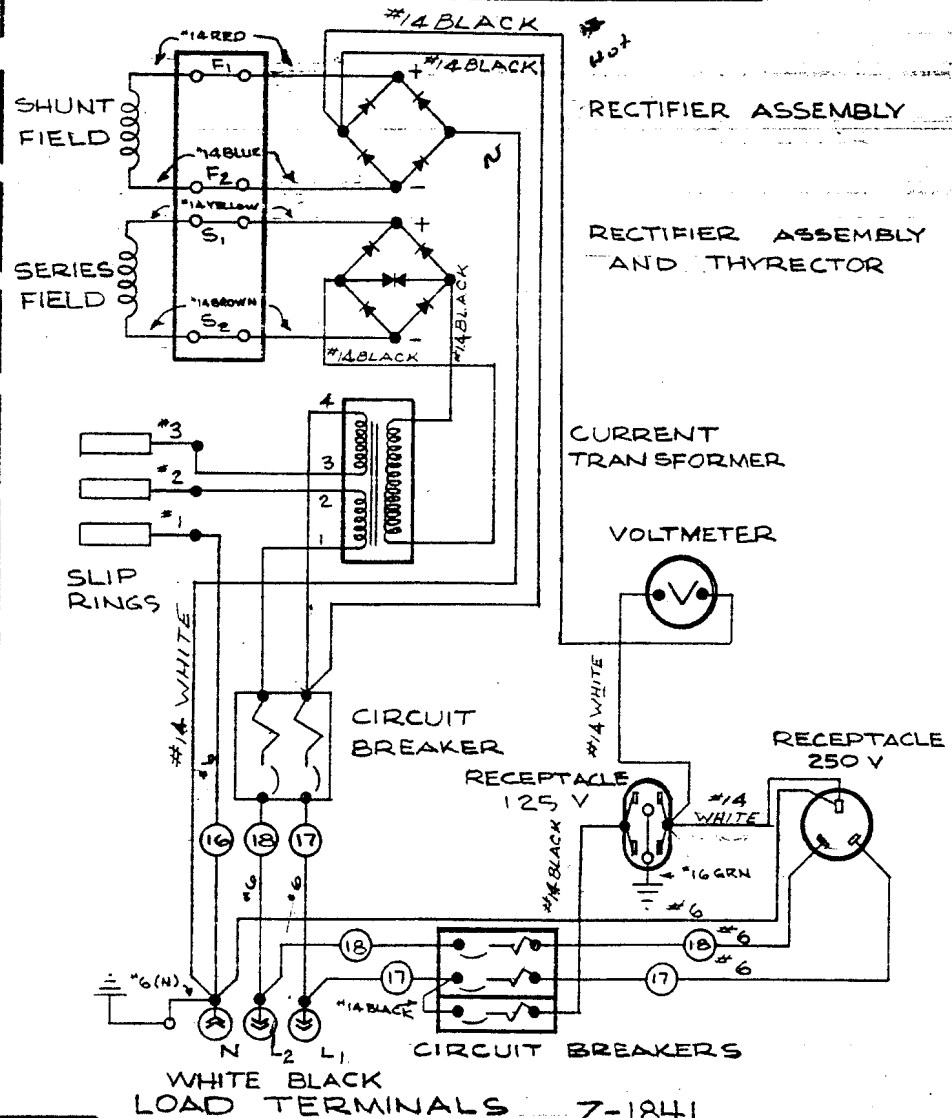 #14 BLACK
HOT
#14 RED
F1
#14 BLACK
+
SHUNT
FIELD
RECTIFIER ASSEMBLY
#14 BLUE
F2
-
N
#14 YELLOW
S1
+
SERIES
FIELD
RECTIFIER ASSEMBLY
AND THYRECTOR
#14 BROWN
S2
-
#14 BLACK
#14 BLACK
4
#3
3
#2
2
#1
1
CURRENT
TRANSFORMER
SLIP
RINGS
VOLTMETER
V
#14 WHITE
#14 WHITE
CIRCUIT
BREAKER
#6
RECEPTACLE
125 V
RECEPTACLE
250 V
#14
WHITE
16
18
17
#14 BLACK
#16 GRN
#6
#6
#6
18
18
#6
17
17
#6
#6(N)
#14 BLACK
N
L2
L1
CIRCUIT BREAKERS
WHITE BLACK
LOAD TERMINALS
7-1841